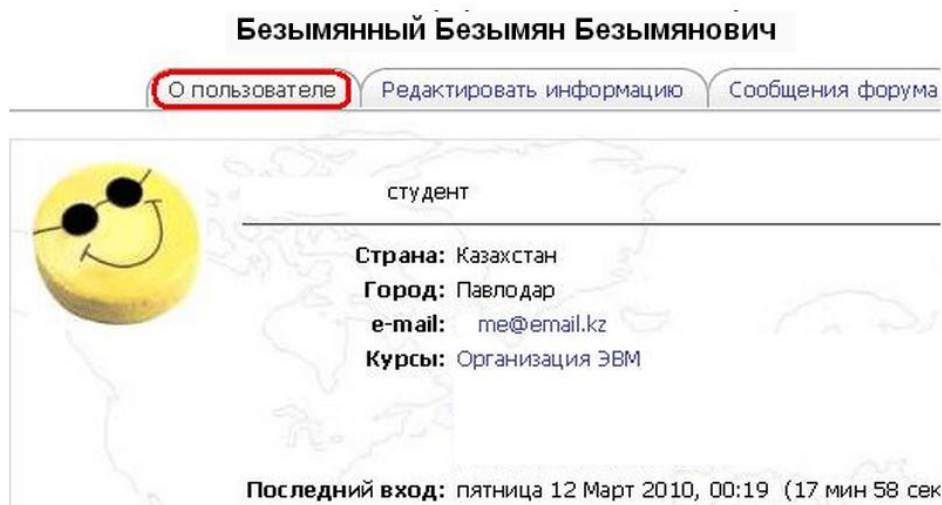 Безымянный Безымян Безымянович
О пользователе Редактировать информацию Сообщения форума
студент
Страна: Казахстан
Город: Павлодар
e-mail: me@email.kz
Курсы: Организация ЭВМ
Последний вход: пятница 12 Март 2010, 00:19 (17 мин 58 сек